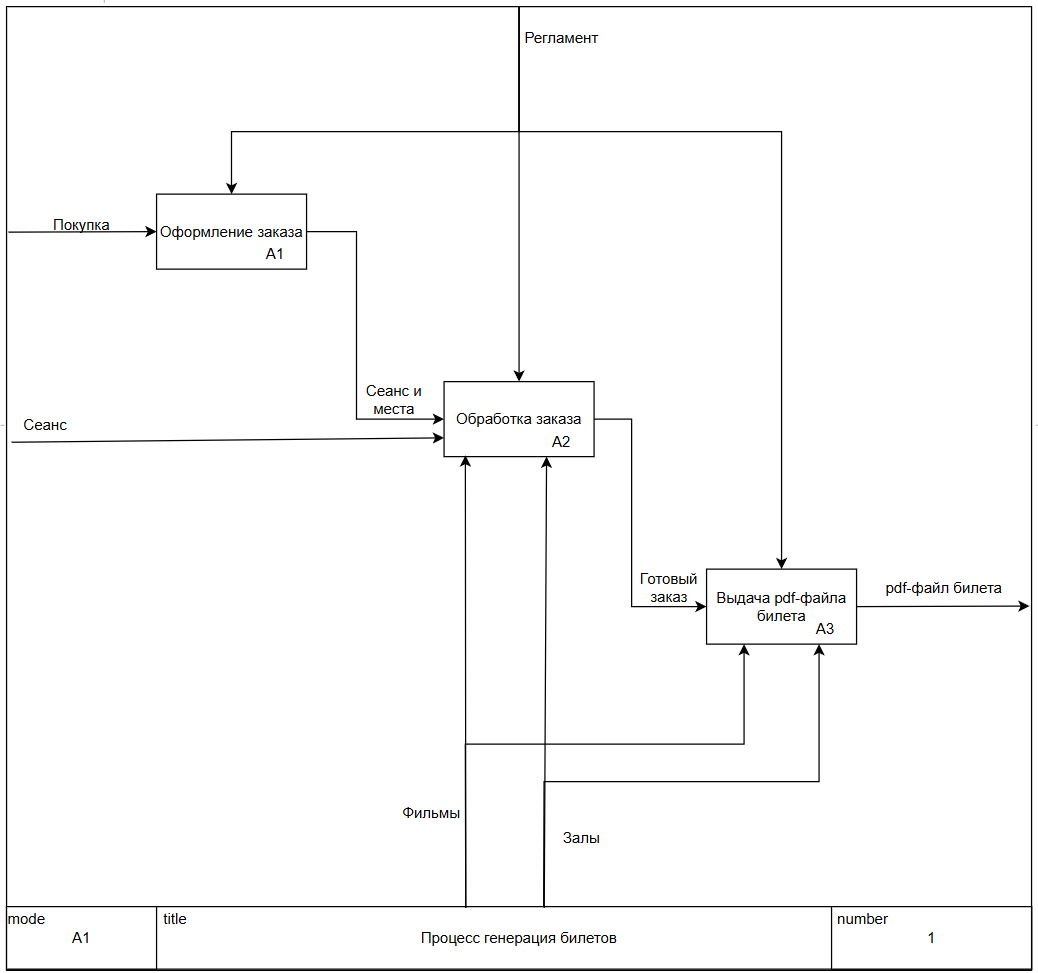 Регламент
Покупка
Оформление заказа
A1
Сеанс и
места
Сеанс
Обработка заказа
A2
Готовый
заказ
Выдача pdf-файла
билета
A3
pdf-файл билета
Фильмы
Залы
mode
A1
title
Процесс генерация билетов
number
1